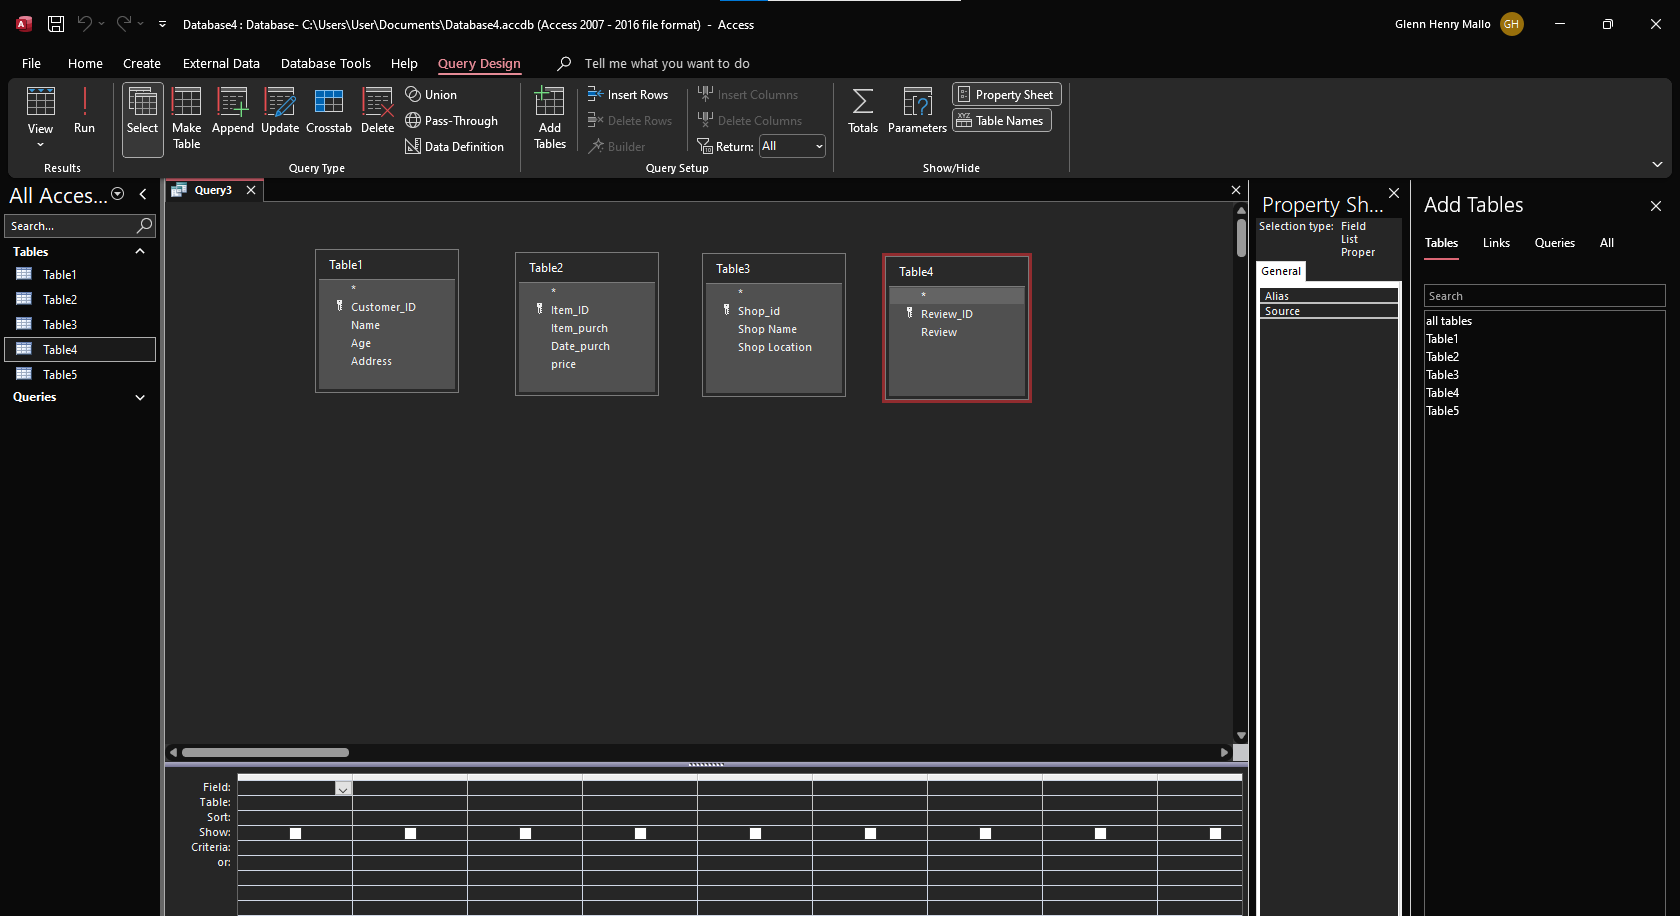 Database4 : Database- C:\Users\User\Documents\Database4.accdb (Access 2007 - 2016 file format) - Access
Glenn Henry Mallo
GH
File Home Create External Data Database Tools Help Query Design Tell me what you want to do
View
Run
Results
Select
Make Table
Append
Update
Crosstab
Delete
Union
Pass-Through
Data Definition
Query Type
Add Tables
Insert Rows
Delete Rows
Builder
Insert Columns
Delete Columns
Return: All
Query Setup
Totals
Parameters
Property Sheet
XYZ Table Names
Show/Hide
All Acces...
Search...
Tables
Table1
Table2
Table3
Table4
Table5
Queries
Query3
Table1
*
Customer_ID
Name
Age
Address
Table2
*
Item_ID
Item_purch
Date_purch
price
Table3
*
Shop_id
Shop Name
Shop Location
Table4
*
Review_ID
Review
Field:
Table:
Sort:
Show:
Criteria:
or:
Property Sh...
Selection type: Field
List
Proper
General
Alias
Source
Add Tables
Tables Links Queries All
Search
all tables
Table1
Table2
Table3
Table4
Table5